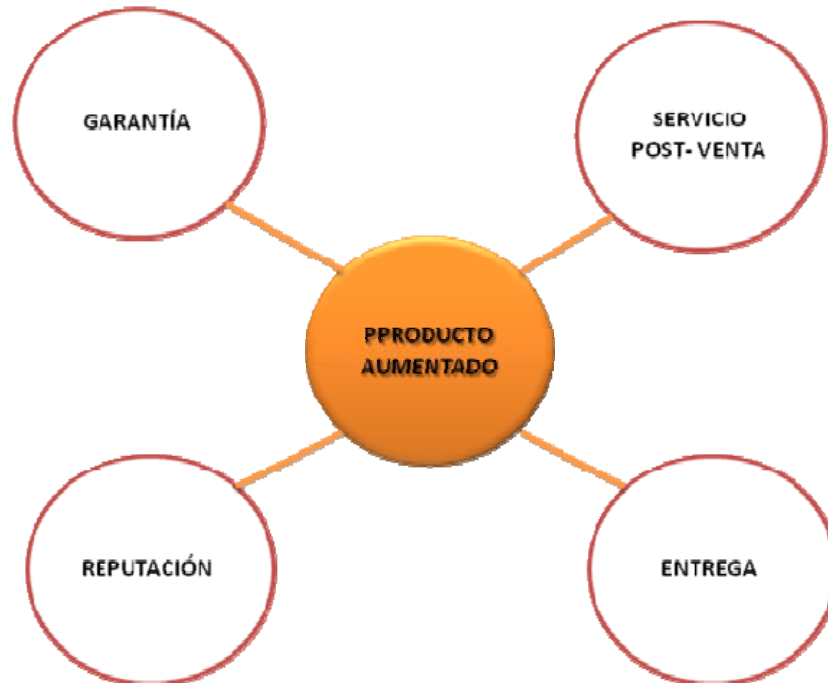 GARANTÍA
SERVICIO
POST- VENTA
PPRODUCTO
AUMENTADO
REPUTACIÓN
ENTREGA